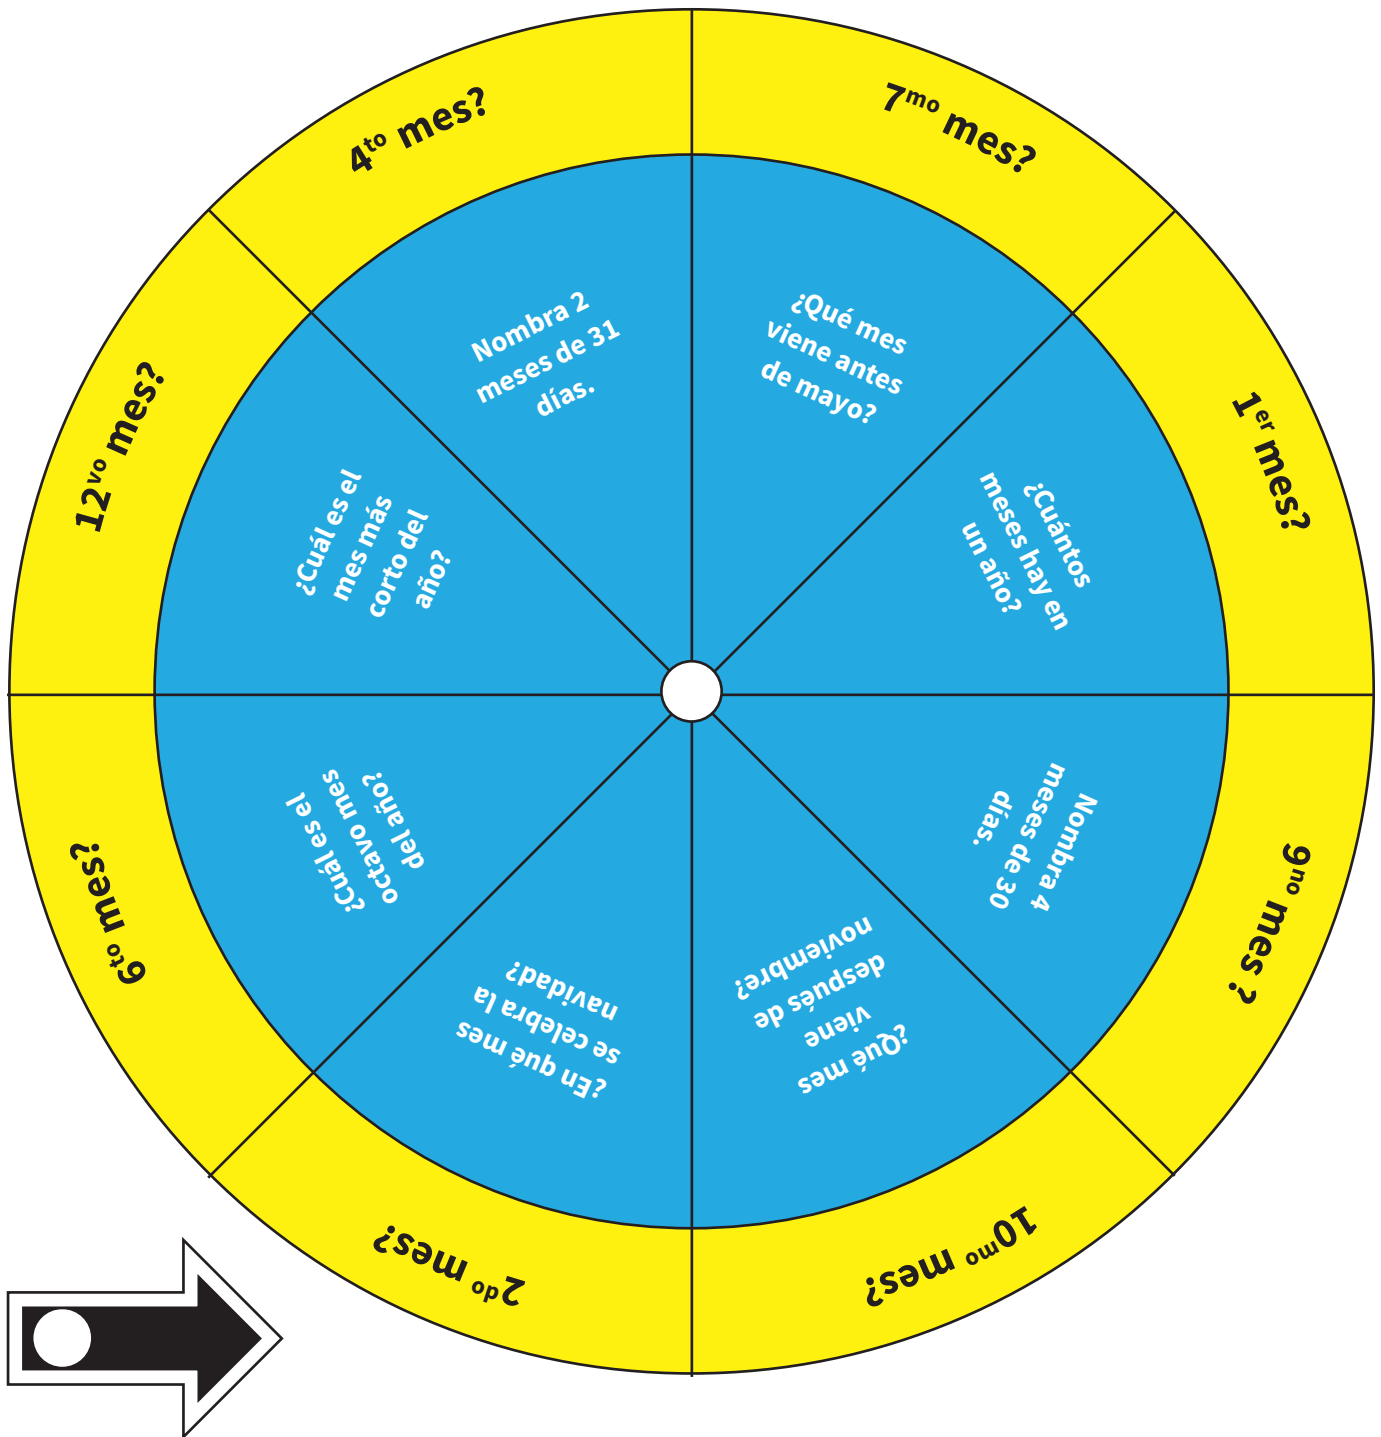 7mo mes?
1er mes?
9no mes ?
10mo mes?
2do mes?
6to mes?
12vo mes?
4to mes?
¿Qué mes
viene antes
de mayo?
¿Cuántos
meses hay en
un año?
Nombra 4
meses de 30
días.
¿Qué mes
viene
después de
noviembre?
¿En qué mes
se celebra la
navidad?
¿Cuál es el
octavo mes
del año?
¿Cuál es el
mes más
corto del
año?
Nombra 2
meses de 31
días.